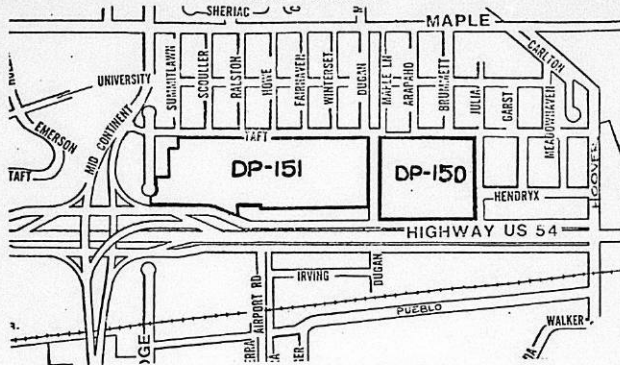 SHERIAC
MAPLE
CARLTON
UNIVERSITY
SUMMITLAWN
SCOULLER
RALSTON
HOWE
FAIRHAVEN
WINTERSET
DUGAN
MAPLE LN
ARAPAHO
BRUMMETT
JULIA
GARST
MEADOWHAVEN
EMERSON
MID CONTINENT
TAFT
TAFT
DP-151
DP-150
HENDRYX
HOOVER
HIGHWAY US 54
IRVING
DUGAN
AIRPORT RD
PUEBLO
WALKER